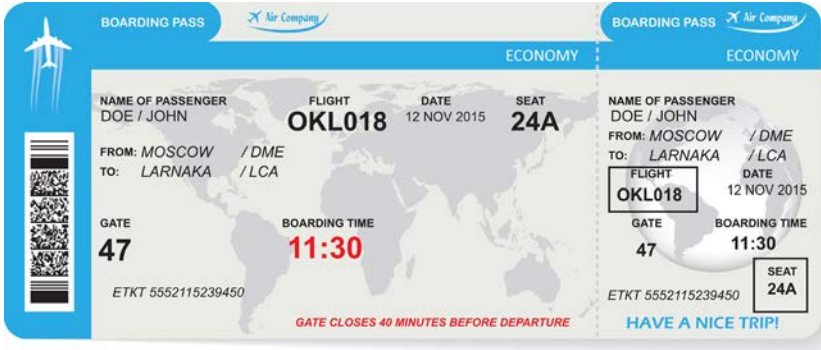 BOARDING PASS
Air Company
ECONOMY
NAME OF PASSENGER
DOE / JOHN
FROM: MOSCOW / DME
TO: LARNAKA / LCA
FLIGHT
OKL018
DATE
12 NOV 2015
SEAT
24A
GATE
47
BOARDING TIME
11:30
ETKT 5552115239450
GATE CLOSES 40 MINUTES BEFORE DEPARTURE
BOARDING PASS
Air Company
ECONOMY
NAME OF PASSENGER
DOE / JOHN
FROM: MOSCOW / DME
TO: LARNAKA / LCA
FLIGHT
OKL018
DATE
12 NOV 2015
GATE
47
BOARDING TIME
11:30
SEAT
24A
ETKT 5552115239450
HAVE A NICE TRIP!